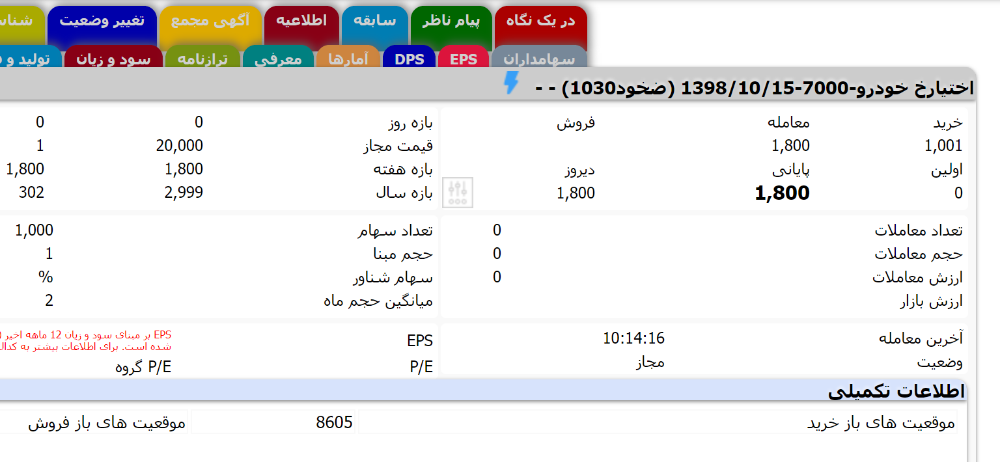 در یک نگاه پیام ناظر سابقه اطلاعیه آگهی مجمع تغییر وضعیت
سهامداران EPS DPS آمارها معرفی ترازنامه سود و زیان تولید و
اختیارخ خودرو-7000-1398/10/15 (ضخود1030) - -
خرید معامله فروش
1,001 1,800
اولین پایانی دیروز
0 1,800 1,800
بازه روز 0 0
قیمت مجاز 20,000 1
بازه هفته 1,800 1,800
بازه سال 2,999 302
تعداد معاملات 0
حجم معاملات 0
ارزش معاملات 0
ارزش بازار
تعداد سهام 1,000
حجم مبنا 1
سهام شناور %
میانگین حجم ماه 2
آخرین معامله 10:14:16
وضعیت مجاز
EPS EPS بر مبنای سود و زیان 12 ماهه اخیر (
شده است. برای اطلاعات بیشتر به کدال
P/E P/E گروه
اطلاعات تکمیلی
موقعیت های باز خرید 8605 موقعیت های باز فروش